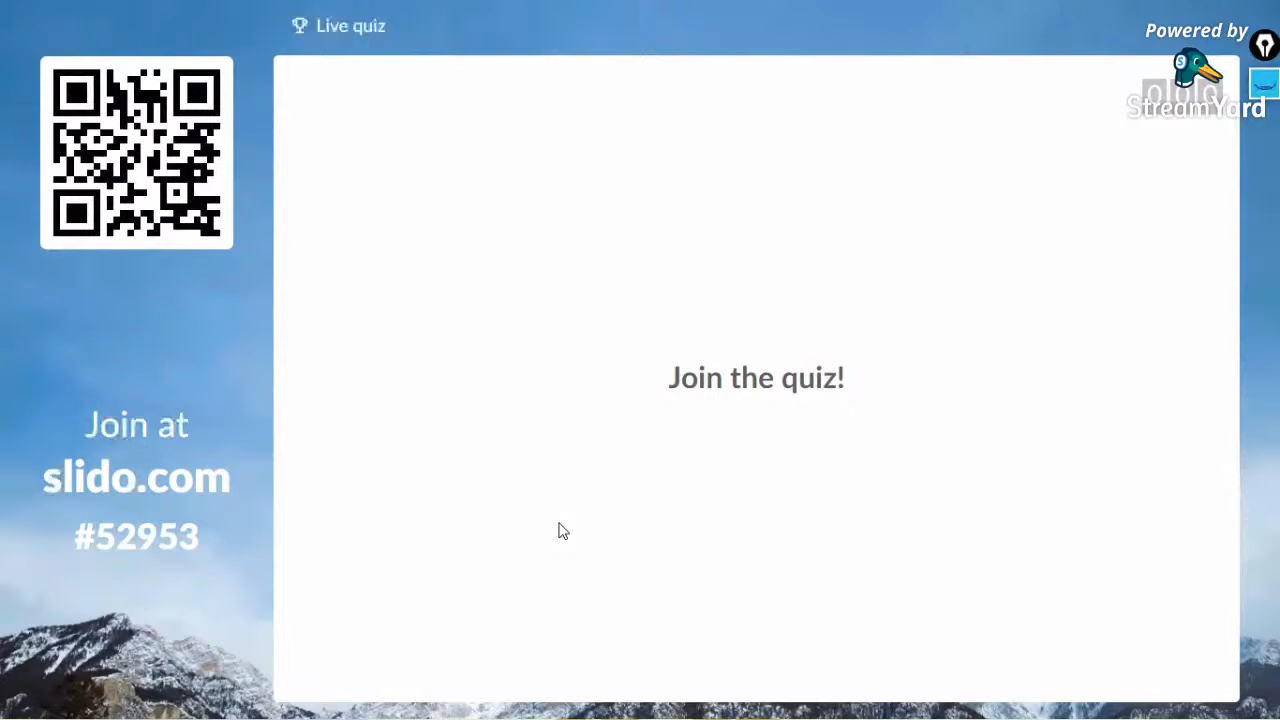 Live quiz
Powered by
StreamYard
Join the quiz!
Join at
slido.com
#52953